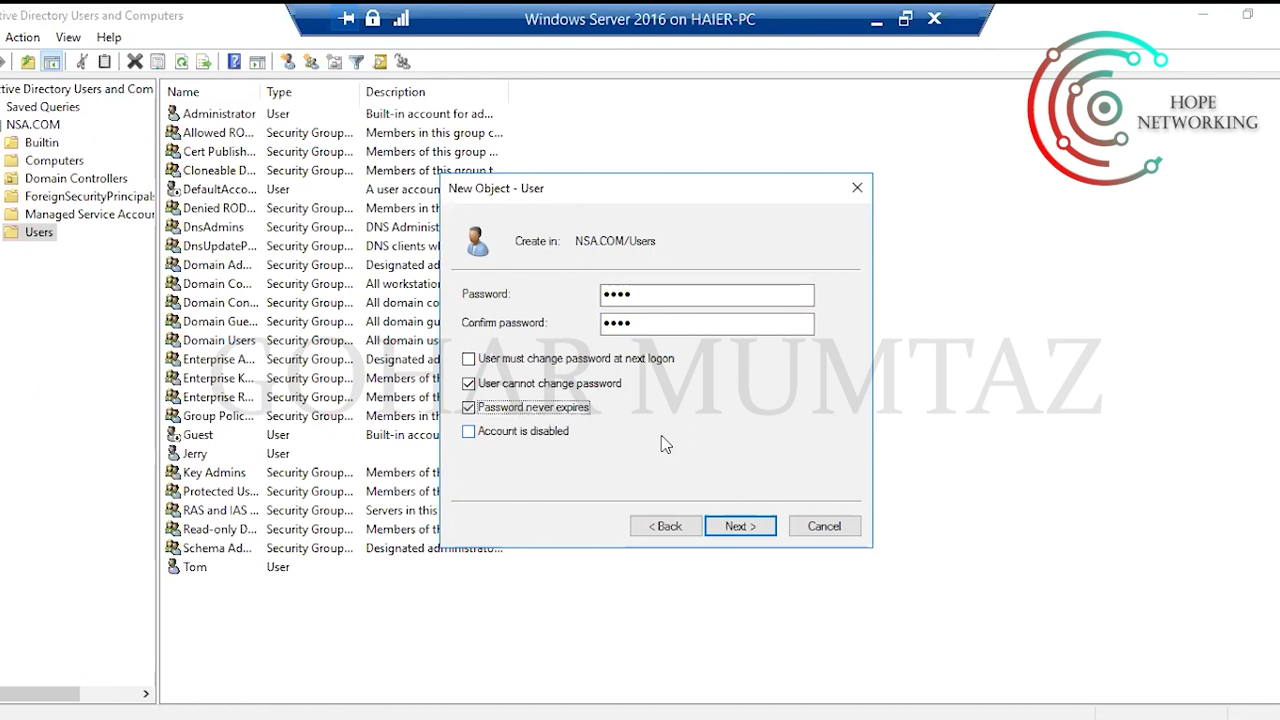 ctive Directory Users and Computers
Windows Server 2016 on HAIER-PC
Action View Help
HOPE
NETWORKING
ctive Directory Users and Com
Saved Queries
NSA.COM
Builtin
Computers
Domain Controllers
ForeignSecurityPrincipals
Managed Service Accour
Users
Name Type Description
Administrator User Built-in account for ad...
Allowed RO... Security Group... Members in this group c...
Cert Publish... Security Group... Members of this group ...
Cloneable D... Security Group... Members of this group t...
DefaultAcco... User A user accoun
Denied ROD... Security Group... Members in th
DnsAdmins Security Group... DNS Administ
DnsUpdateP... Security Group... DNS clients w
Domain Ad... Security Group... Designated ad
Domain Co... Security Group... All workstation
Domain Con... Security Group... All domain co
Domain Gue... Security Group... All domain gu
Domain Users Security Group... All domain us
Enterprise A... Security Group... Designated ad
Enterprise K... Security Group... Members of th
Enterprise R... Security Group... Members of th
Group Polic... Security Group... Members in th
Guest User Built-in accou
Jerry User
Key Admins Security Group... Members of th
Protected Us... Security Group... Members of th
RAS and IAS ... Security Group... Servers in this
Read-only D... Security Group... Members of th
Schema Ad... Security Group... Designated administrato...
Tom User
New Object - User
Create in: NSA.COM/Users
Password:
Confirm password:
User must change password at next logon
User cannot change password
Password never expires
Account is disabled
< Back Next > Cancel
GOHAR MUMTAZ